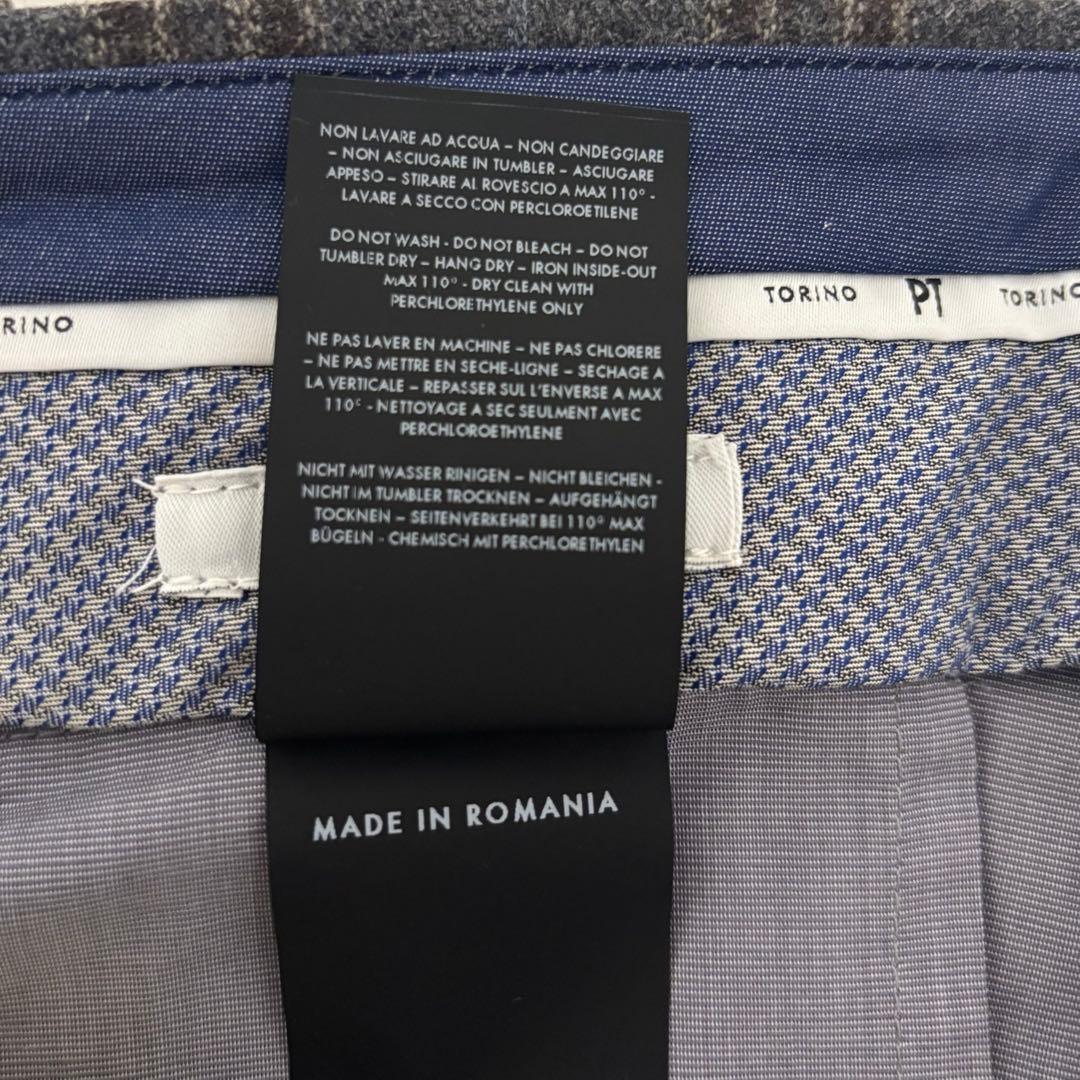 NON LAVARE AD ACCUA – NON CANDEGGIARE
– NON ASCIUGARE IN TUMBLER – ASCIUGARE
APPESO – STIRARE AL ROVESCIO A MAX 110° -
LAVARE A SECCO CON PERCLOROETILENE
DO NOT WASH - DO NOT BLEACH – DO NOT
TUMBLER DRY – HANG DRY – IRON INSIDE-OUT
MAX 110° - DRY CLEAN WITH
PERCHLORETHYLENE ONLY
NE PAS LAVER EN MACHINE – NE PAS CHLORERE
– NE PAS METTRE EN SECHE-LIGNE – SECHAGE A
LA VERTICALE – REPASSER SUL L'ENVERSE A MAX
110° - NETTOYAGE A SEC SEULMENT AVEC
PERCHLOROETHYLENE
NICHT MIT WASSER RINIGEN – NICHT BLEICHEN -
NICHT IM TUMBLER TROCKNEN – AUFGEHÄNGT
TOCKNEN – SEITENVERKEHRT BEI 110° MAX
BÜGELN - CHEMISCH MIT PERCHLORETHYLEN
MADE IN ROMANIA
ORINO
TORINO PT TORINO